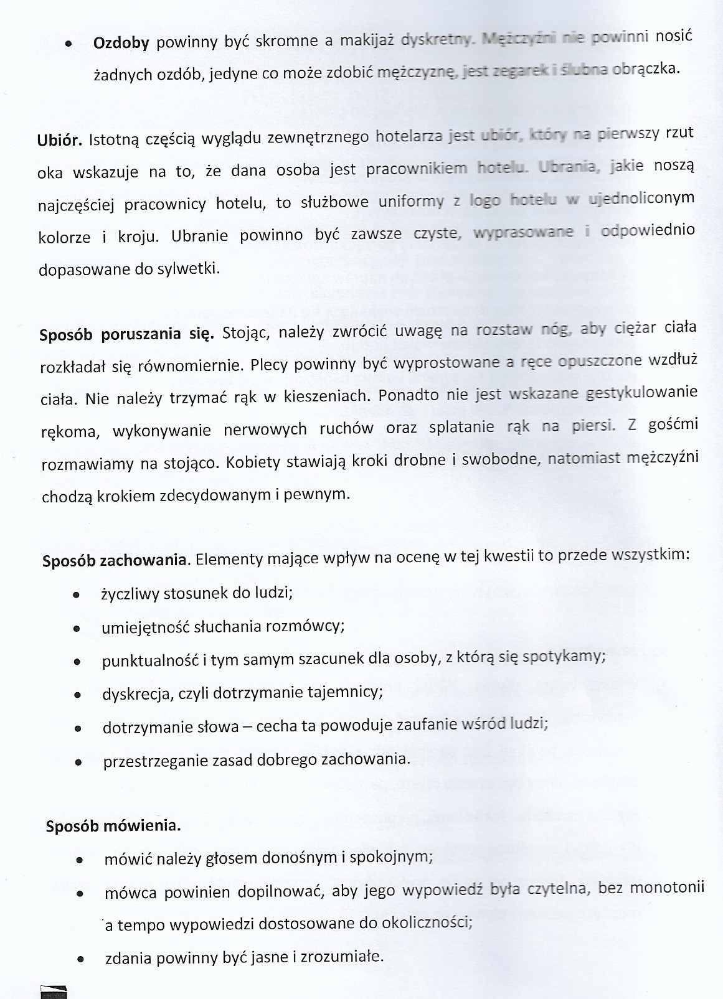 • Ozdoby powinny być skromne a makijaż dyskretny. Mężczyźni nie powinni nosić
żadnych ozdób, jedyne co może zdobić mężczyznę, jest zegarek i ślubna obrączka.
Ubiór. Istotną częścią wyglądu zewnętrznego hotelarza jest ubiór, który na pierwszy rzut
oka wskazuje na to, że dana osoba jest pracownikiem hotelu. Ubrania, jakie noszą
najczęściej pracownicy hotelu, to służbowe uniformy z logo hotelu w ujednoliconym
kolorze i kroju. Ubranie powinno być zawsze czyste, wyprasowane i odpowiednio
dopasowane do sylwetki.
Sposób poruszania się. Stojąc, należy zwrócić uwagę na rozstaw nóg, aby ciężar ciała
rozkładał się równomiernie. Plecy powinny być wyprostowane a ręce opuszczone wzdłuż
ciała. Nie należy trzymać rąk w kieszeniach. Ponadto nie jest wskazane gestykulowanie
rękoma, wykonywanie nerwowych ruchów oraz splatanie rąk na piersi. Z gośćmi
rozmawiamy na stojąco. Kobiety stawiają kroki drobne i swobodne, natomiast mężczyźni
chodzą krokiem zdecydowanym i pewnym.
Sposób zachowania. Elementy mające wpływ na ocenę w tej kwestii to przede wszystkim:
• życzliwy stosunek do ludzi;
• umiejętność słuchania rozmówcy;
• punktualność i tym samym szacunek dla osoby, z którą się spotykamy;
• dyskrecja, czyli dotrzymanie tajemnicy;
• dotrzymanie słowa – cecha ta powoduje zaufanie wśród ludzi;
• przestrzeganie zasad dobrego zachowania.
Sposób mówienia.
• mówić należy głosem donośnym i spokojnym;
• mówca powinien dopilnować, aby jego wypowiedź była czytelna, bez monotonii
a tempo wypowiedzi dostosowane do okoliczności;
• zdania powinny być jasne i zrozumiałe.